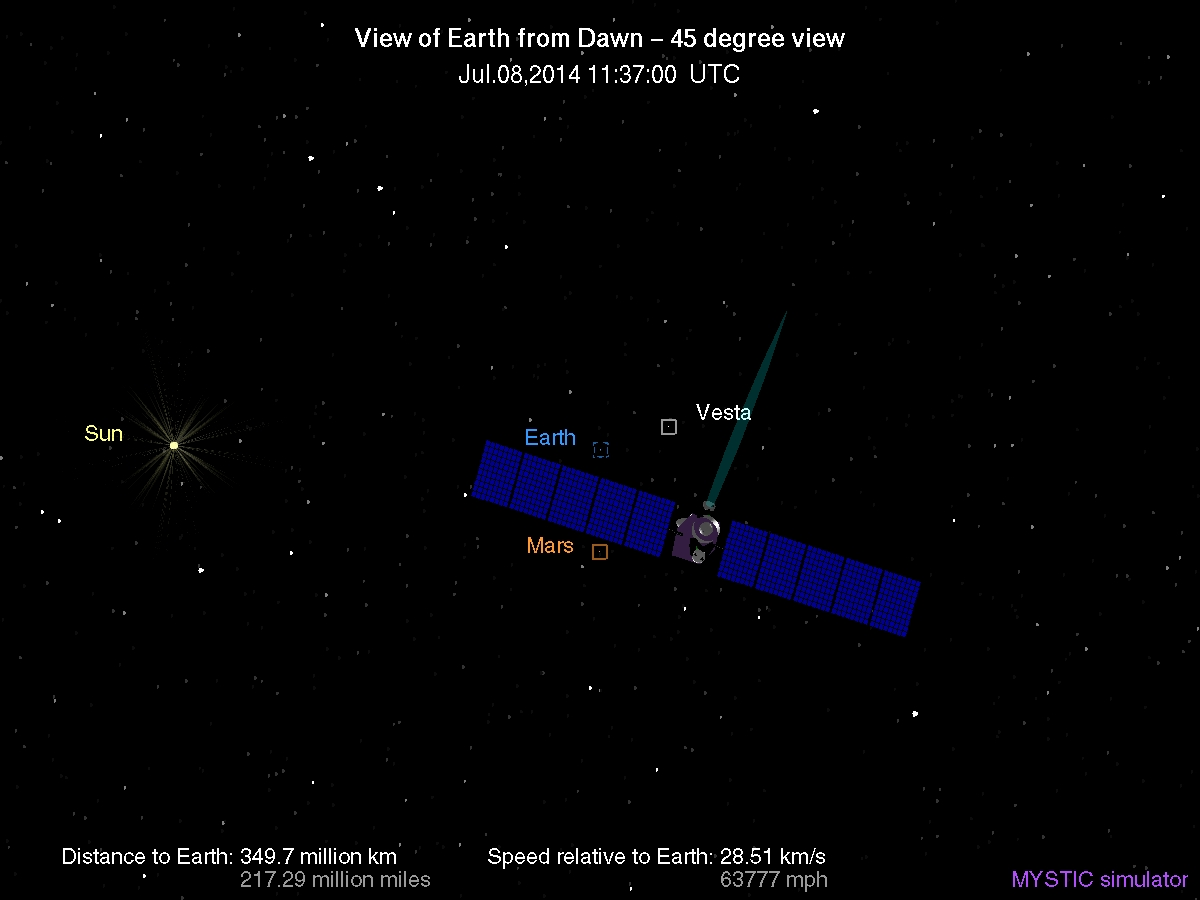 View of Earth from Dawn – 45 degree view
Jul.08,2014 11:37:00 UTC
Vesta
Sun
Earth
Mars
Distance to Earth: 349.7 million km
217.29 million miles
Speed relative to Earth: 28.51 km/s
63777 mph
MYSTIC simulator